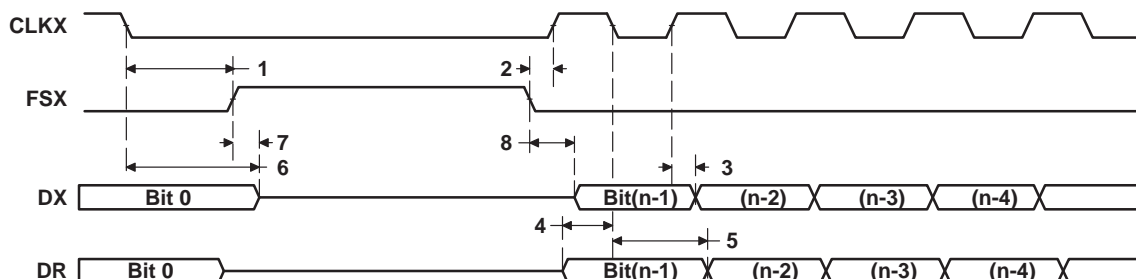 CLKX
1
2
FSX
7
8
6
3
DX
Bit 0
Bit(n-1)
(n-2)
(n-3)
(n-4)
4
5
DR
Bit 0
Bit(n-1)
(n-2)
(n-3)
(n-4)